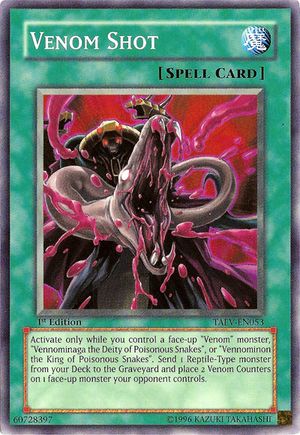 VENOM SHOT
魔
[SPELL CARD]
1st Edition
TAEV-EN053
Activate only while you control a face-up "Venom" monster,
"Vennominaga the Deity of Poisonous Snakes", or "Vennominon
the King of Poisonous Snakes". Send 1 Reptile-Type monster
from your Deck to the Graveyard and place 2 Venom Counters
on 1 face-up monster your opponent controls.
60728397
©1996 KAZUKI TAKAHASHI